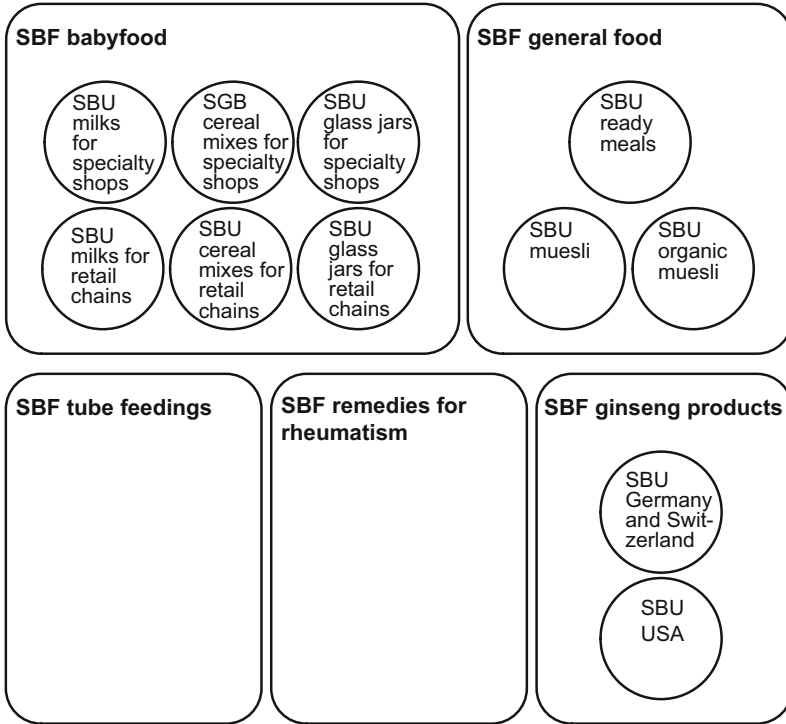 SBF babyfood
SBU
milks
for
specialty
shops
SGB
cereal
mixes for
specialty
shops
SBU
glass jars
for
specialty
shops
SBU
milks for
retail
chains
SBU
cereal
mixes for
retail
chains
SBU
glass
jars for
retail
chains
SBF general food
SBU
ready
meals
SBU
muesli
SBU
organic
muesli
SBF tube feedings
SBF remedies for
rheumatism
SBF ginseng products
SBU
Germany
and Swit-
zerland
SBU
USA